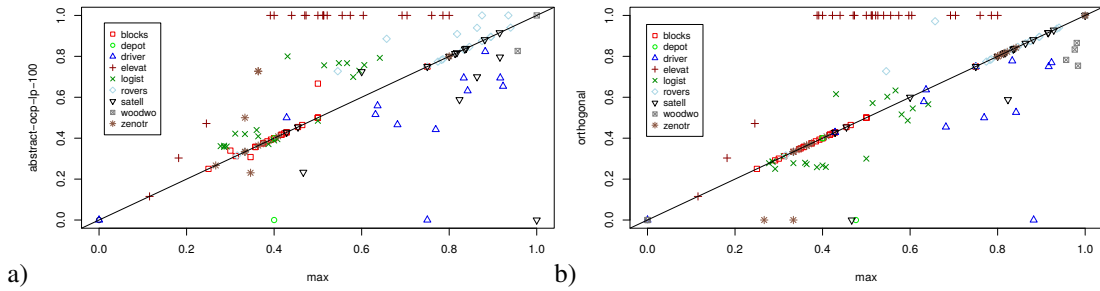 a)
abstract-ocp-lp-100
1.0
0.8
0.6
0.4
0.2
0.0
blocks
depot
driver
elevat
logist
rovers
satell
woodwo
zenotr
0.0 0.2 0.4 0.6 0.8 1.0
max
b)
orthogonal
1.0
0.8
0.6
0.4
0.2
0.0
blocks
depot
driver
elevat
logist
rovers
satell
woodwo
zenotr
0.0 0.2 0.4 0.6 0.8 1.0
max